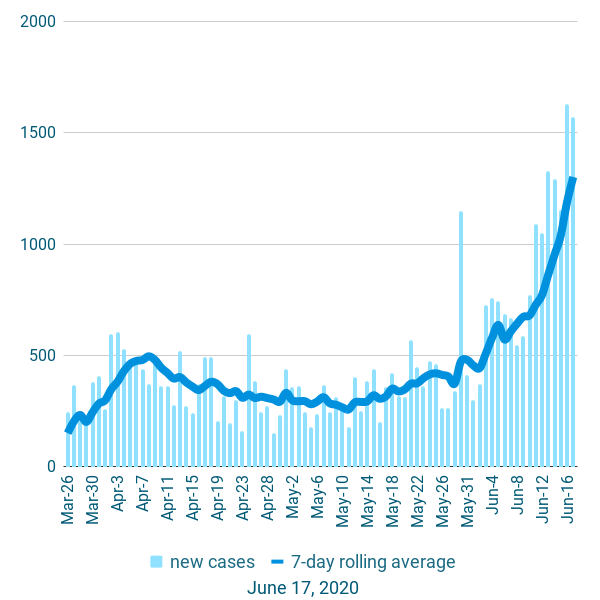 2000
1500
1000
500
0
Mar-26
Mar-30
Apr-3
Apr-7
Apr-11
Apr-15
Apr-19
Apr-23
Apr-28
May-2
May-6
May-10
May-14
May-18
May-22
May-26
May-31
Jun-4
Jun-8
Jun-12
Jun-16
new cases 7-day rolling average
June 17, 2020